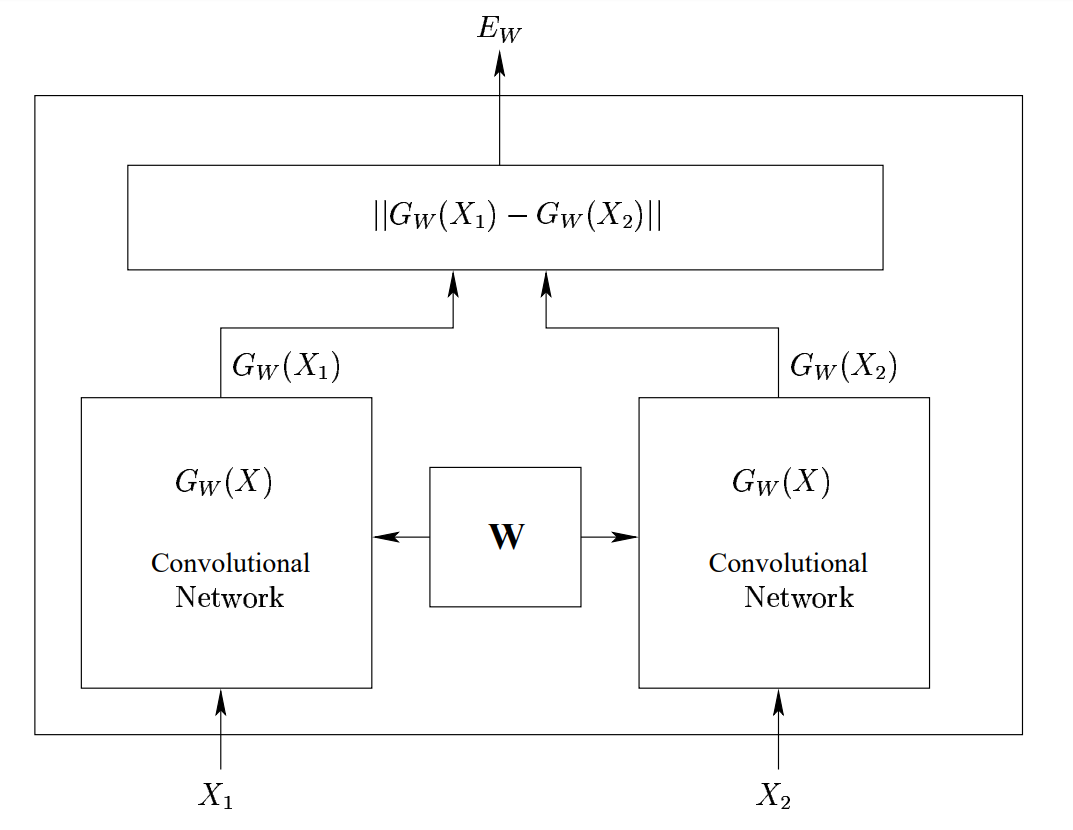 E_W
||G_W(X_1) − G_W(X_2)||
G_W(X_1)
G_W(X_2)
G_W(X)
Convolutional
Network
W
G_W(X)
Convolutional
Network
X_1
X_2